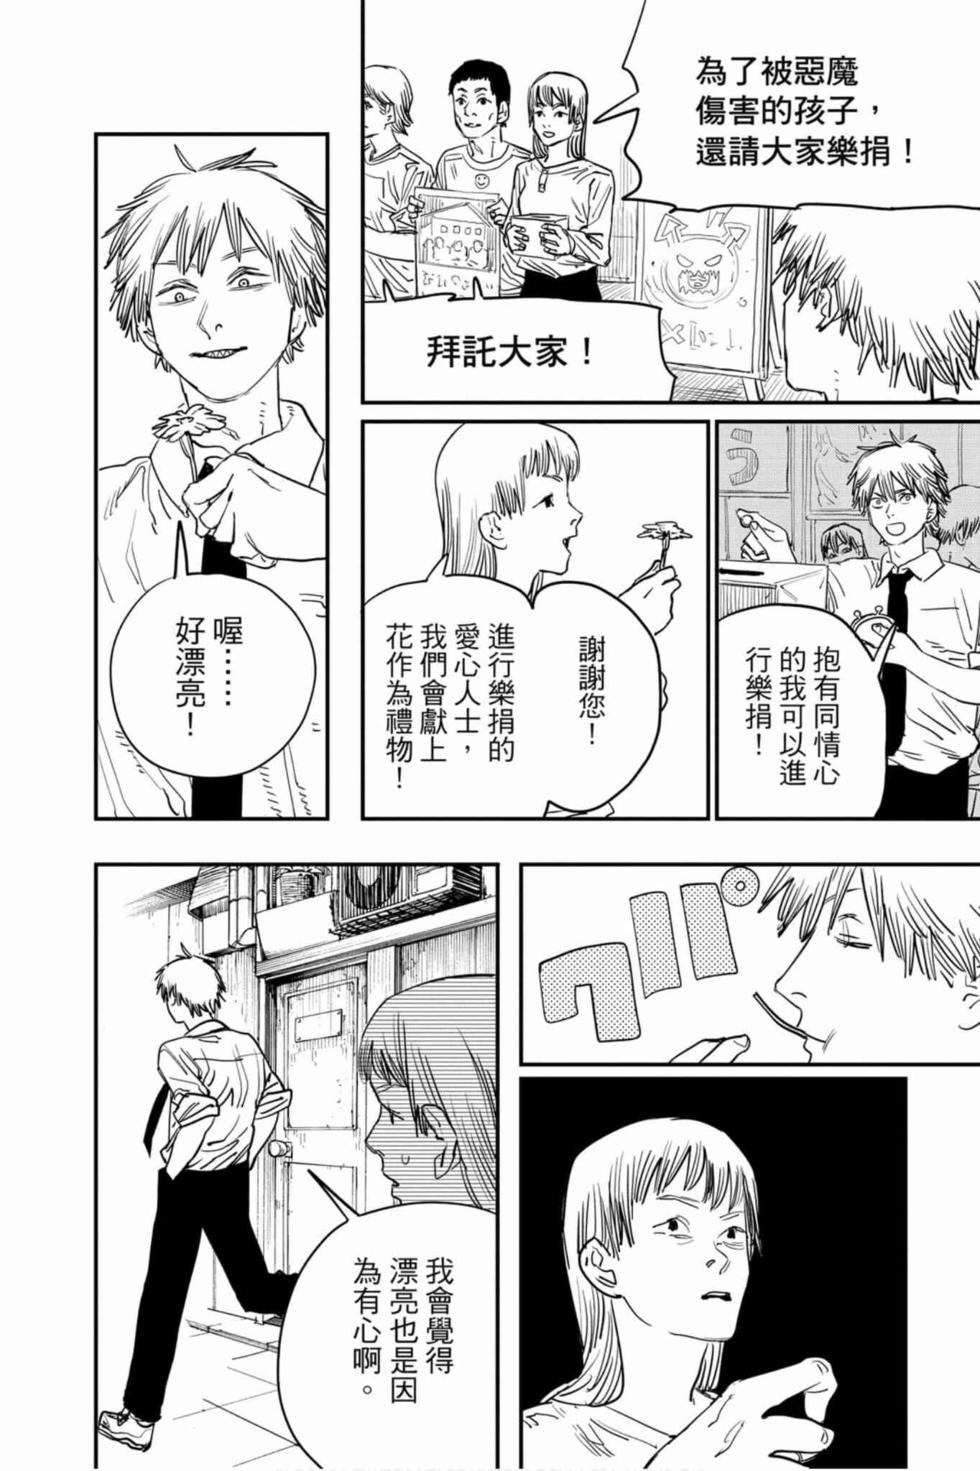 為了被惡魔
傷害的孩子，
還請大家樂捐！
拜託大家！
抱有同情心
的我可以進
行樂捐！
謝謝您！
進行樂捐的
愛心人士，
我們會獻上
花作為禮物！
喔……
好漂亮！
グパ
我會覺得
漂亮也是因
為有心啊。